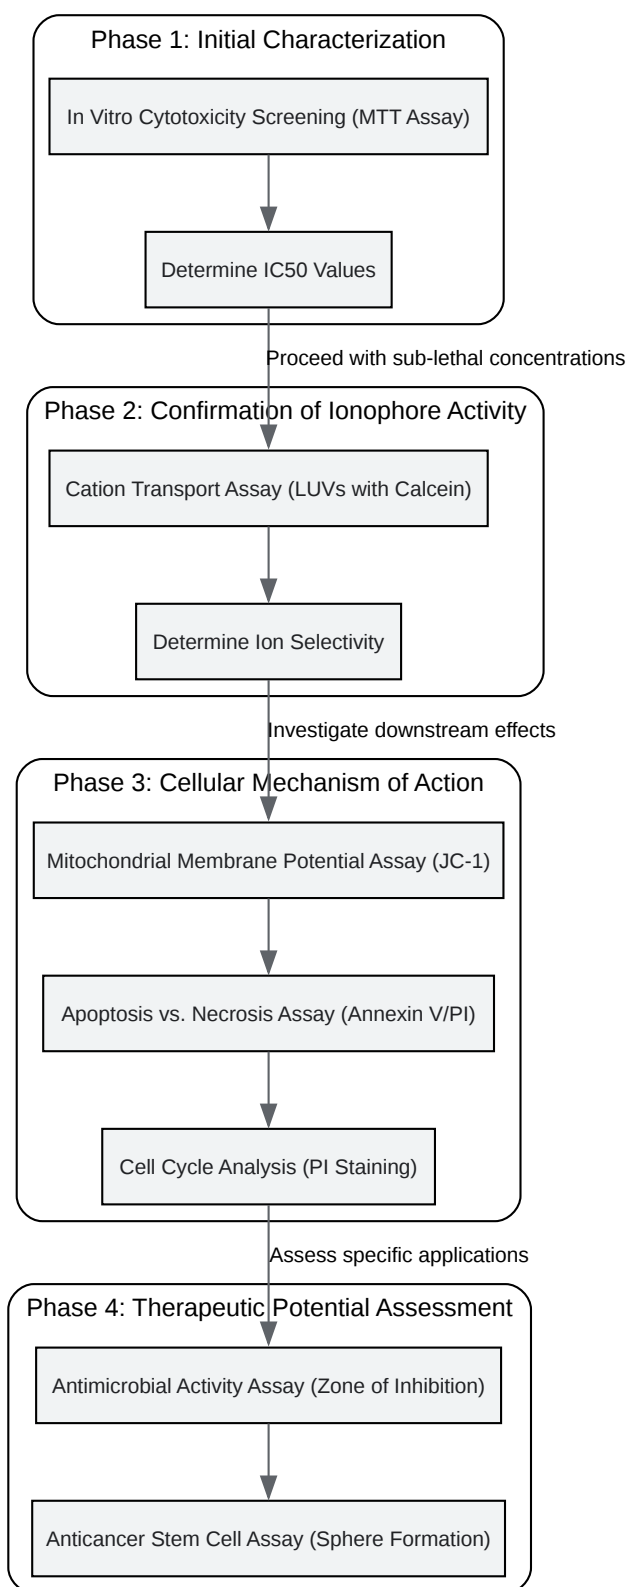 Phase 1: Initial Characterization
In Vitro Cytotoxicity Screening (MTT Assay)
Determine IC50 Values
Proceed with sub-lethal concentrations
Phase 2: Confirmation of Ionophore Activity
Cation Transport Assay (LUVs with Calcein)
Determine Ion Selectivity
Investigate downstream effects
Phase 3: Cellular Mechanism of Action
Mitochondrial Membrane Potential Assay (JC-1)
Apoptosis vs. Necrosis Assay (Annexin V/PI)
Cell Cycle Analysis (PI Staining)
Assess specific applications
Phase 4: Therapeutic Potential Assessment
Antimicrobial Activity Assay (Zone of Inhibition)
Anticancer Stem Cell Assay (Sphere Formation)